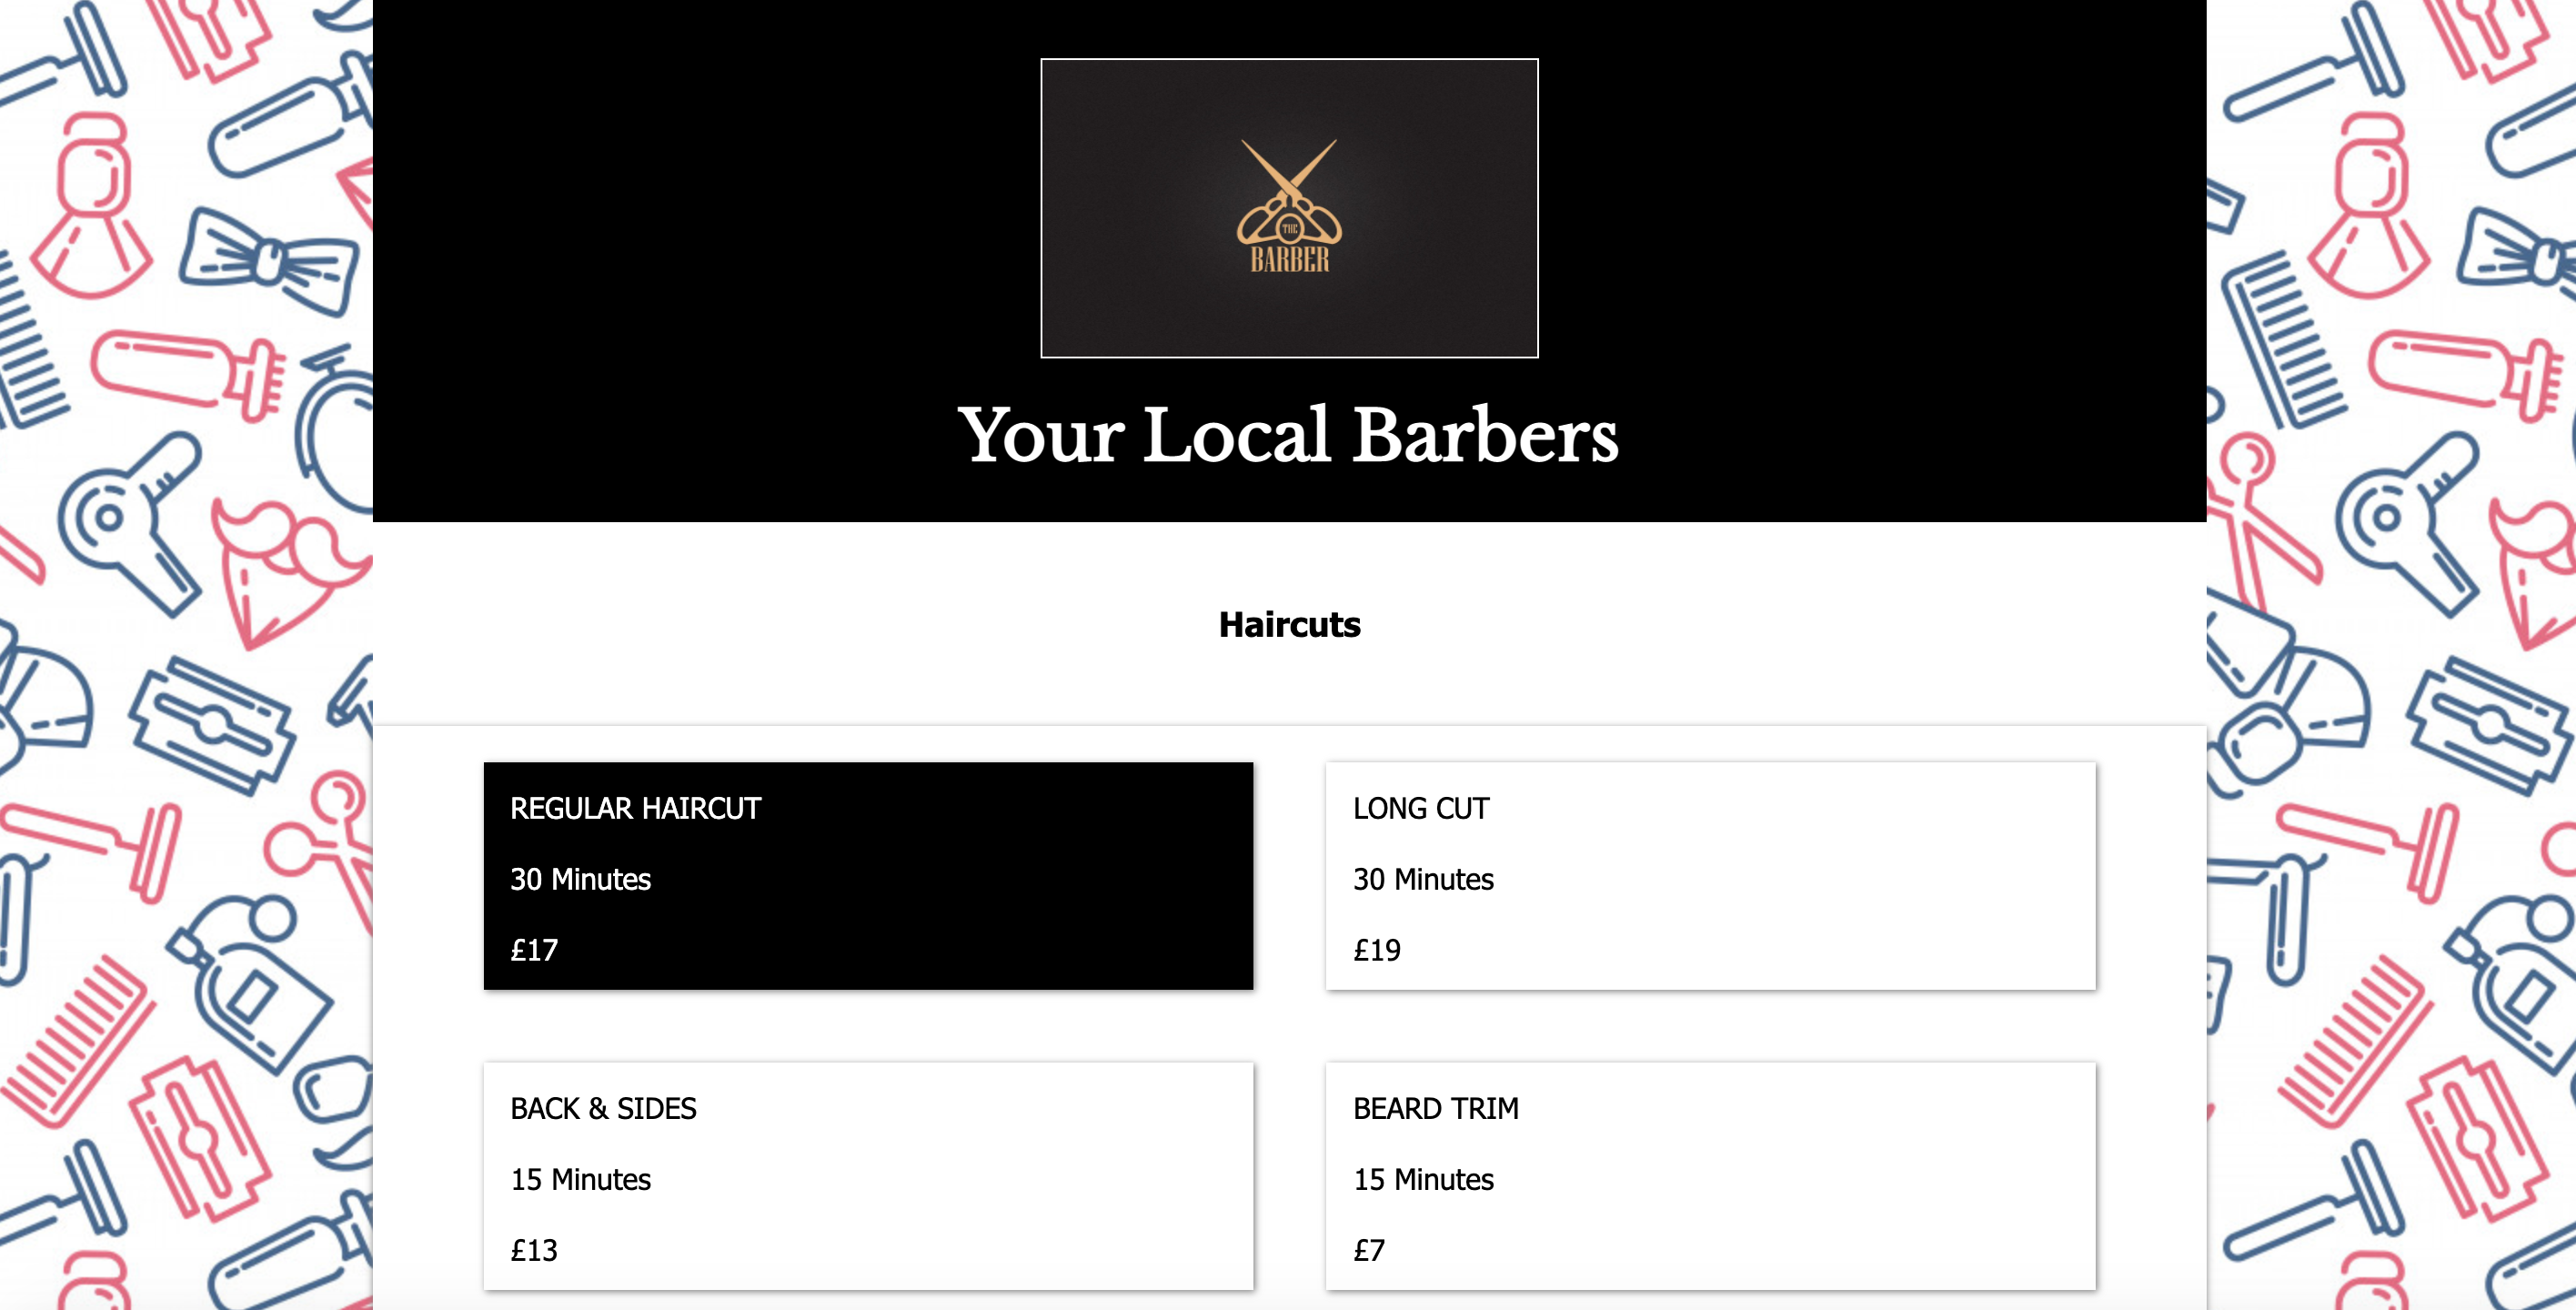 THE
BARBER
Your Local Barbers
Haircuts
REGULAR HAIRCUT
30 Minutes
£17
LONG CUT
30 Minutes
£19
BACK & SIDES
15 Minutes
£13
BEARD TRIM
15 Minutes
£7